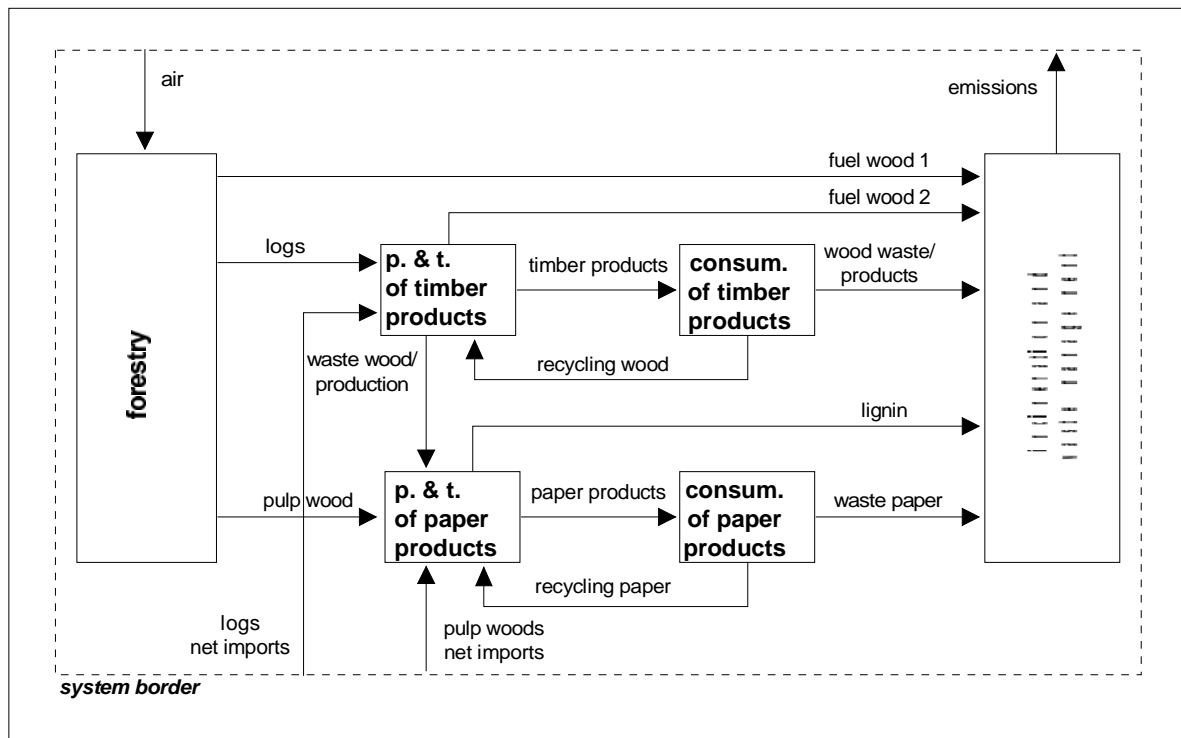 air
emissions
fuel wood 1
fuel wood 2
logs
p. & t.
of timber
products
timber products
consum.
of timber
products
wood waste/
products
forestry
waste wood/
production
recycling wood
lignin
pulp wood
p. & t.
of paper
products
paper products
consum.
of paper
products
waste paper
recycling paper
logs
net imports
pulp woods
net imports
system border